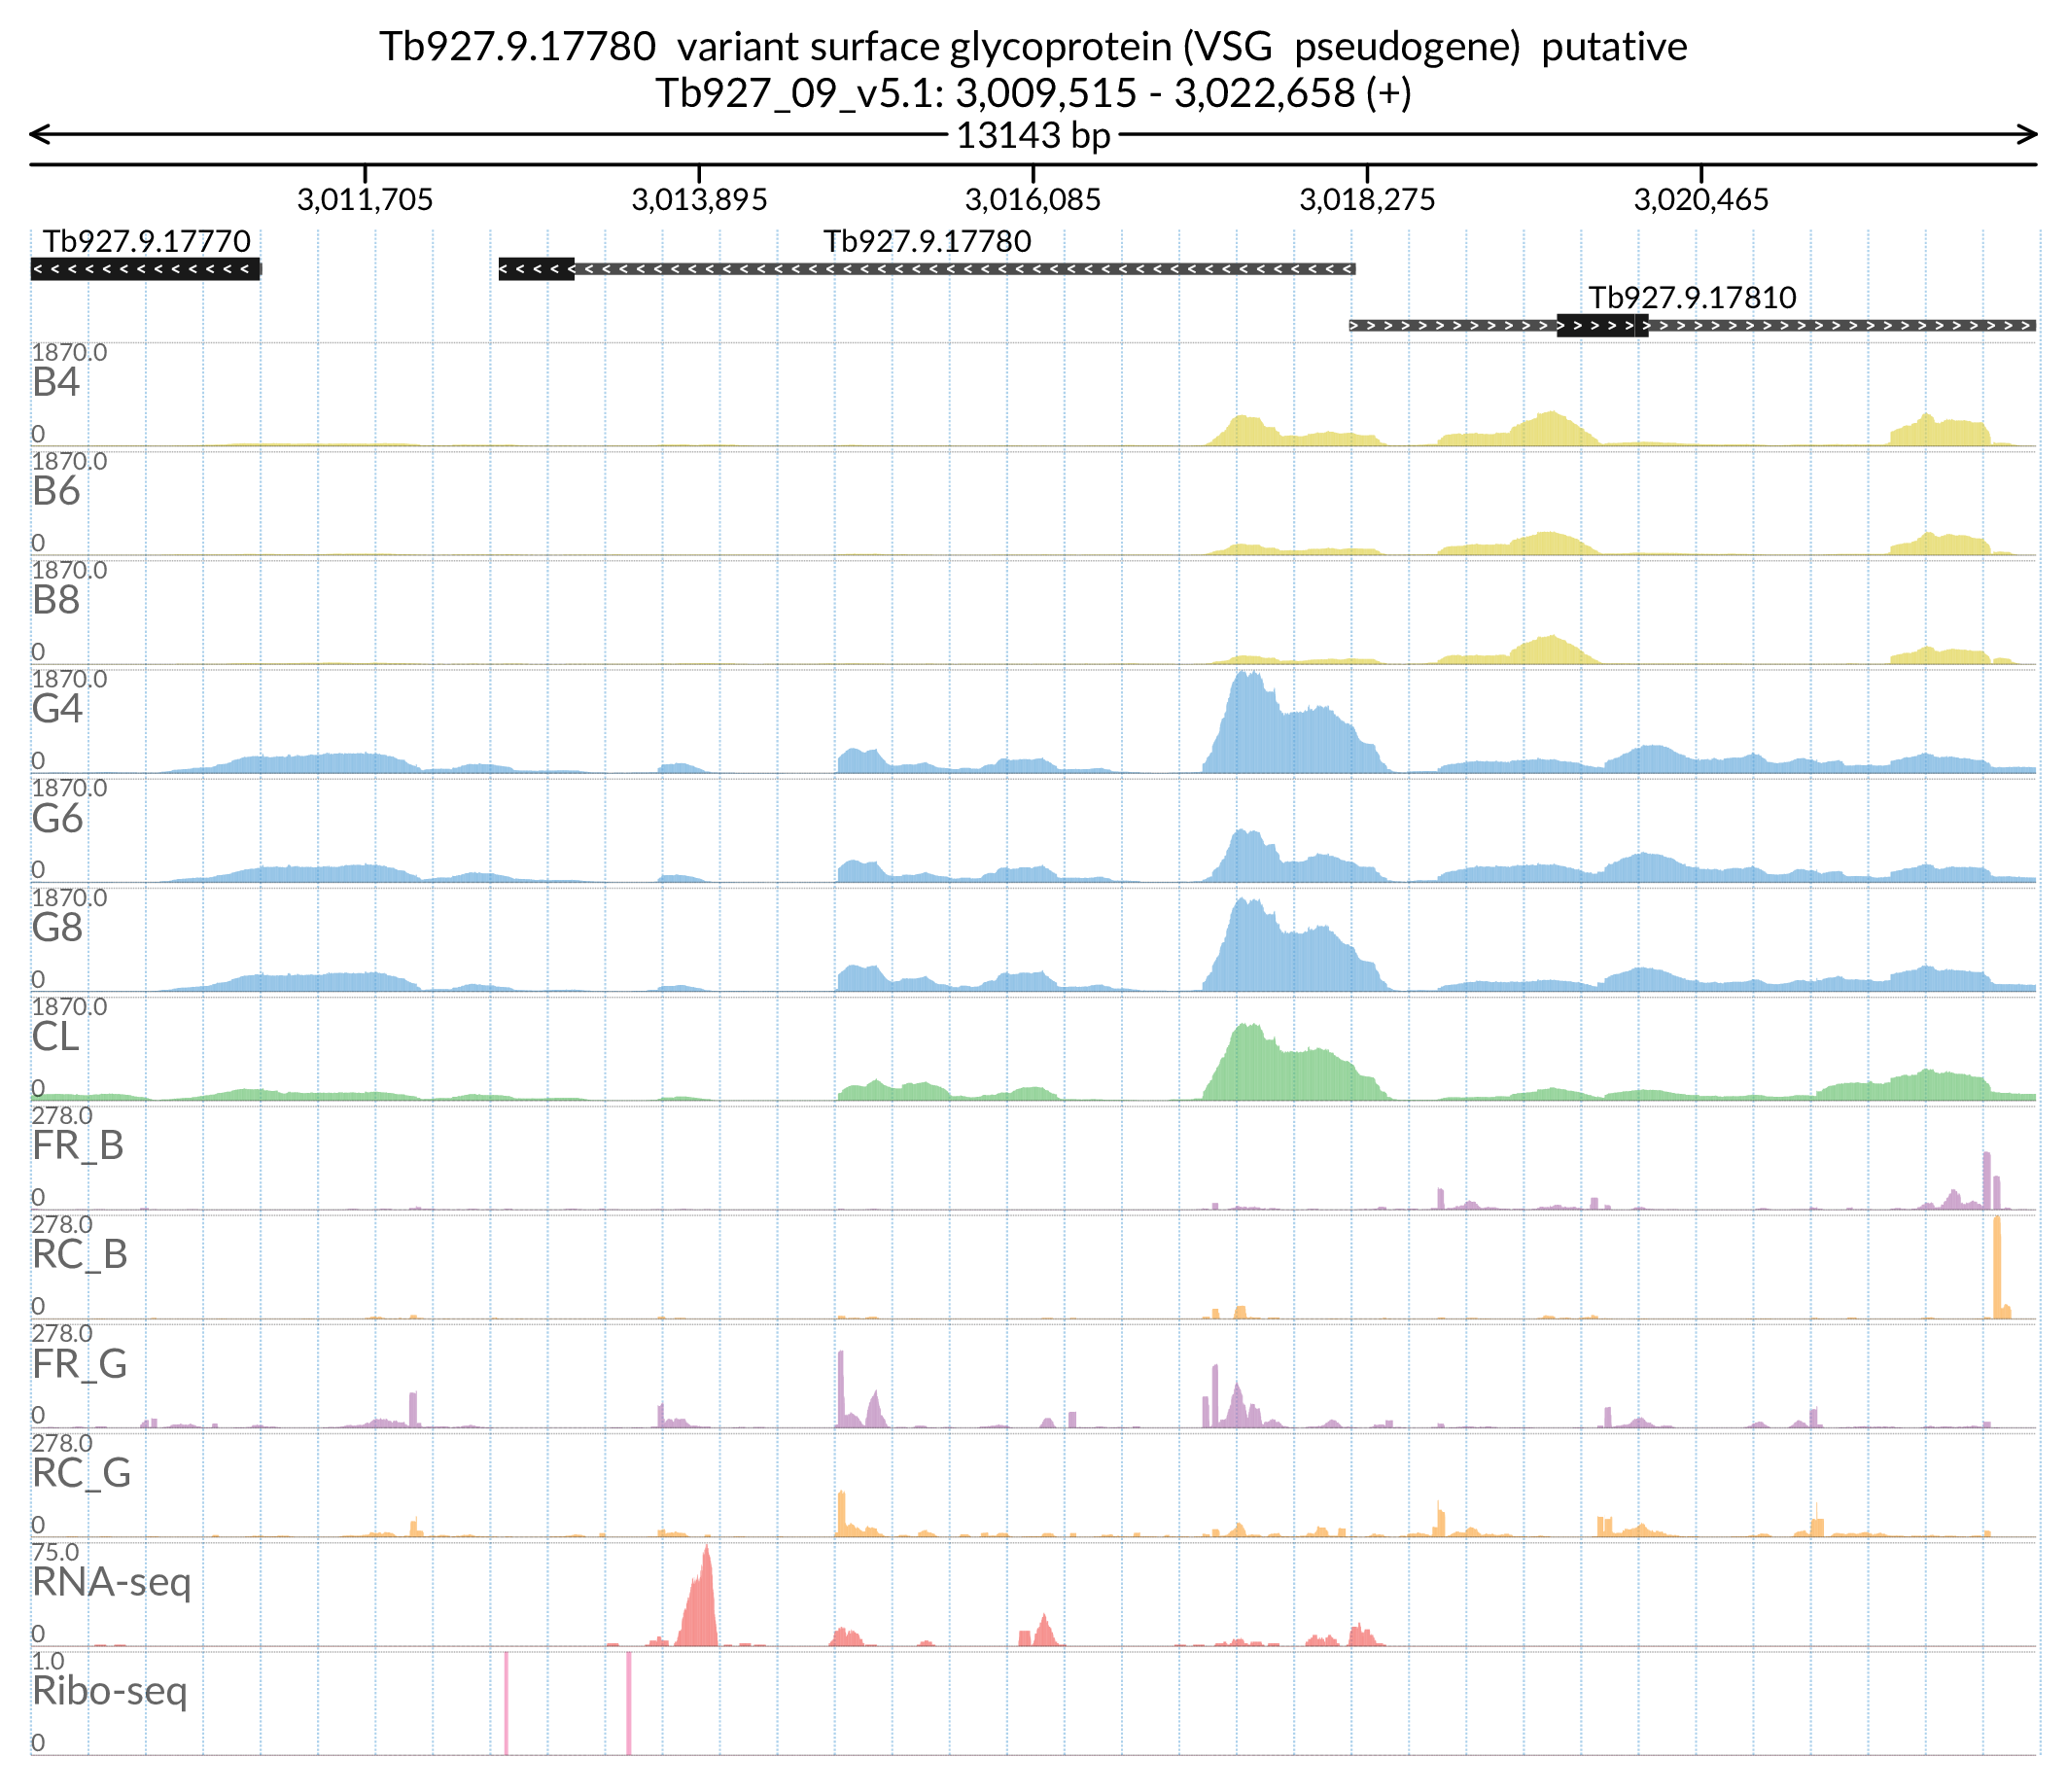 Tb927.9.17780  variant surface glycoprotein (VSG  pseudogene)  putative
Tb927_09_v5.1: 3,009,515 - 3,022,658 (+)
13143 bp
3,011,705 3,013,895 3,016,085 3,018,275 3,020,465
Tb927.9.17770 Tb927.9.17780
Tb927.9.17810
1870.0
B4
0
1870.0
B6
0
1870.0
B8
0
1870.0
G4
0
1870.0
G6
0
1870.0
G8
0
1870.0
CL
0
278.0
FR_B
0
278.0
RC_B
0
278.0
FR_G
0
278.0
RC_G
0
75.0
RNA-seq
0
1.0
Ribo-seq
0